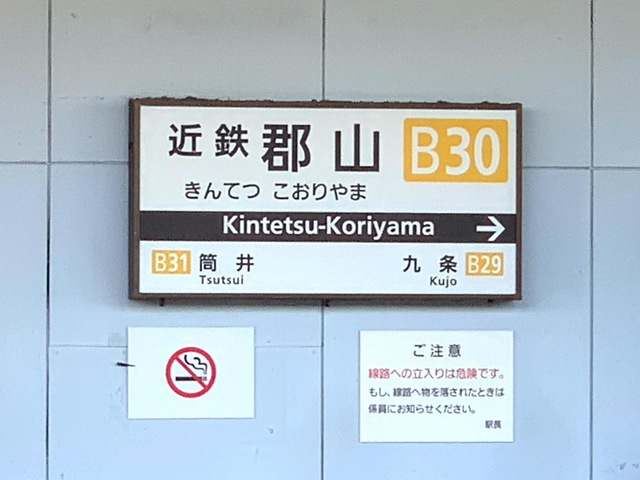 近鉄 郡山 B30
きんてつ こおりやま
Kintetsu-Koriyama
B31 筒井 九条 B29
Tsutsui Kujo
ご注意
線路への立入りは危険です。
もし、線路へ物を落されたときは
係員にお知らせください。
駅長